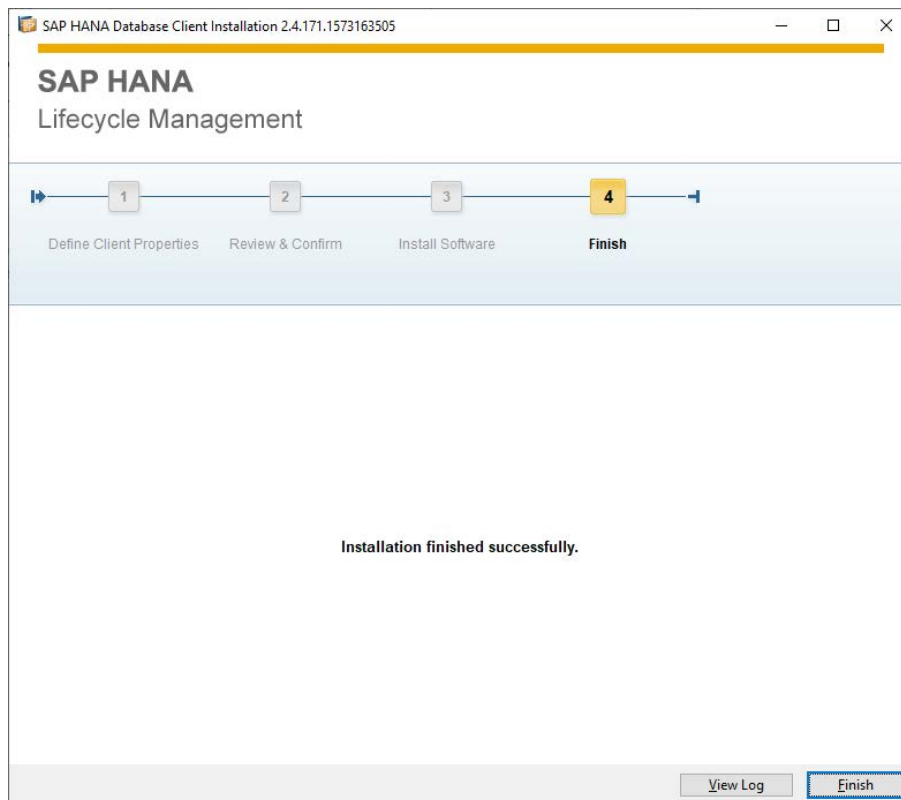 SAP HANA Database Client Installation 2.4.171.1573163505
SAP HANA
Lifecycle Management
1 2 3 4
Define Client Properties Review & Confirm Install Software Finish
Installation finished successfully.
View Log Finish